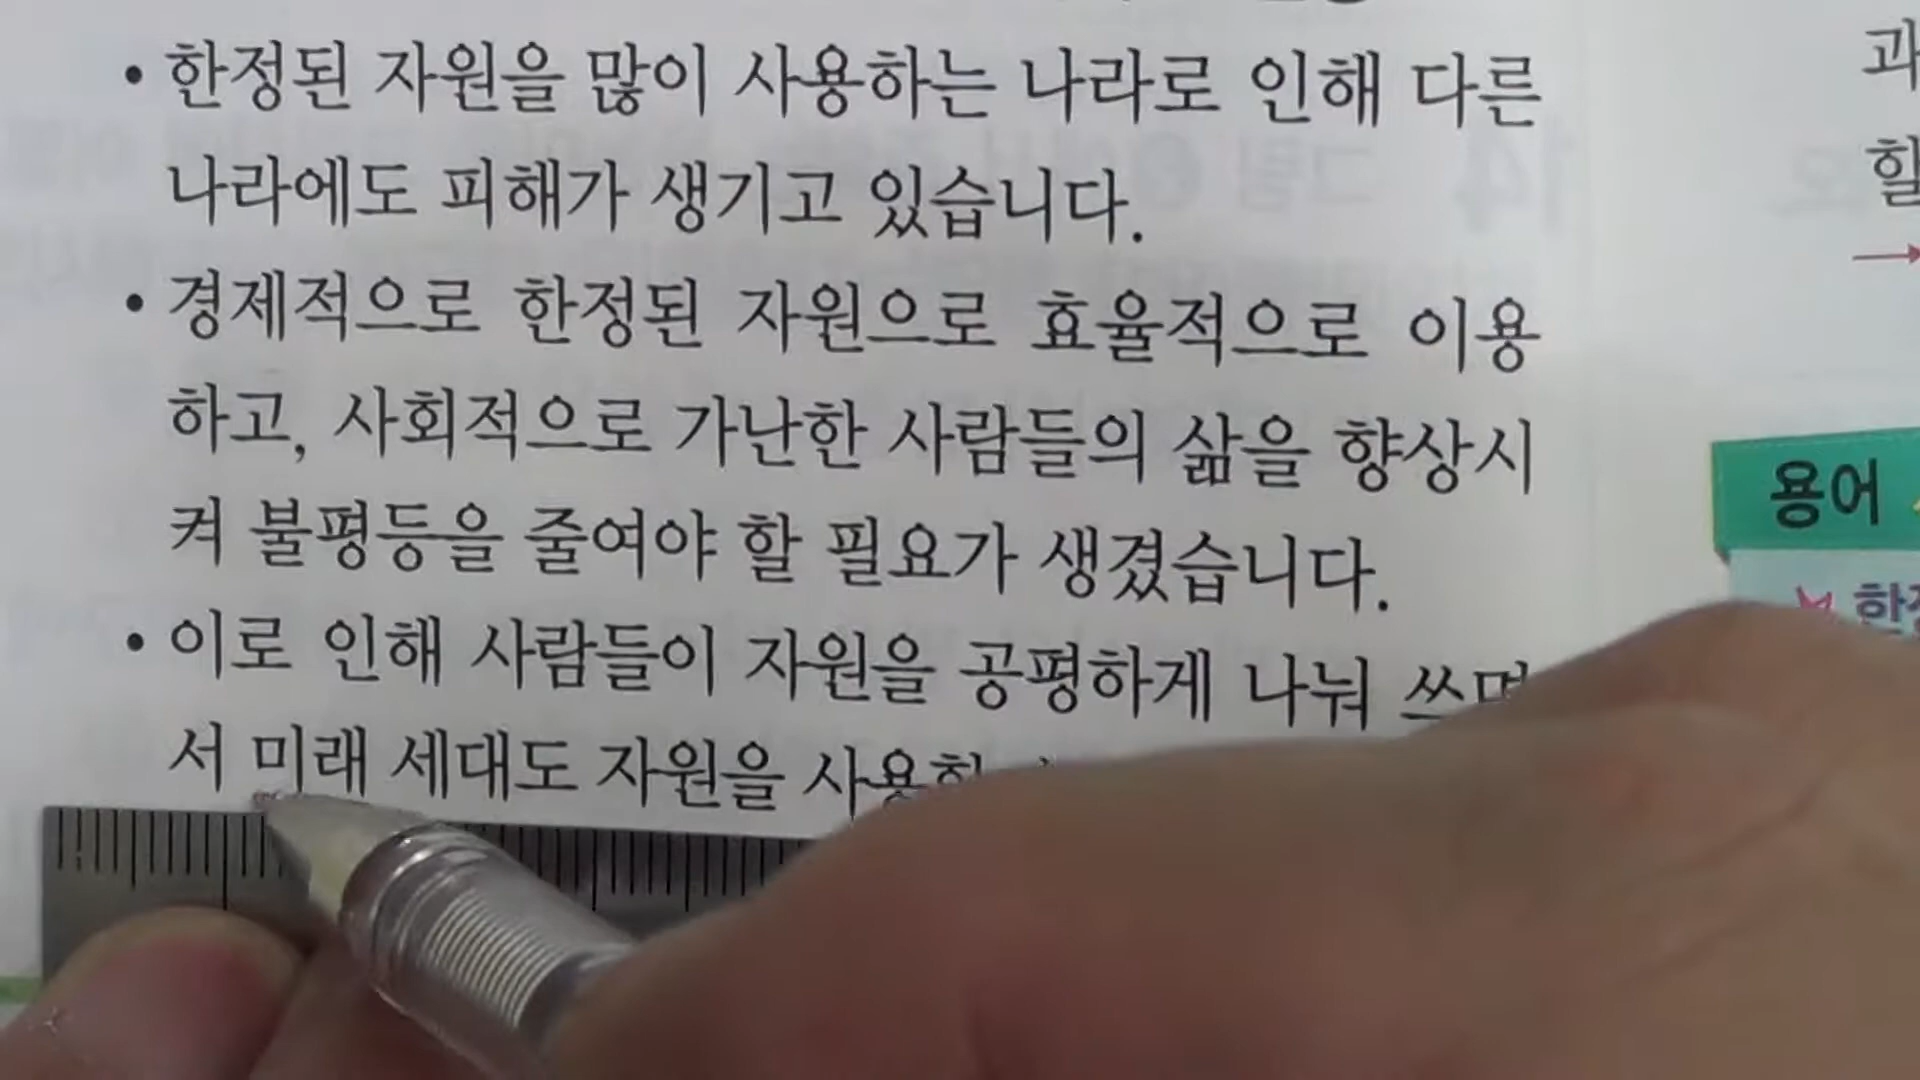 • 한정된 자원을 많이 사용하는 나라로 인해 다른
나라에도 피해가 생기고 있습니다.
• 경제적으로 한정된 자원으로 효율적으로 이용
하고, 사회적으로 가난한 사람들의 삶을 향상시
켜 불평등을 줄여야 할 필요가 생겼습니다.
• 이로 인해 사람들이 자원을 공평하게 나눠
서 미래 세대도 자원을
과
할
→
용어